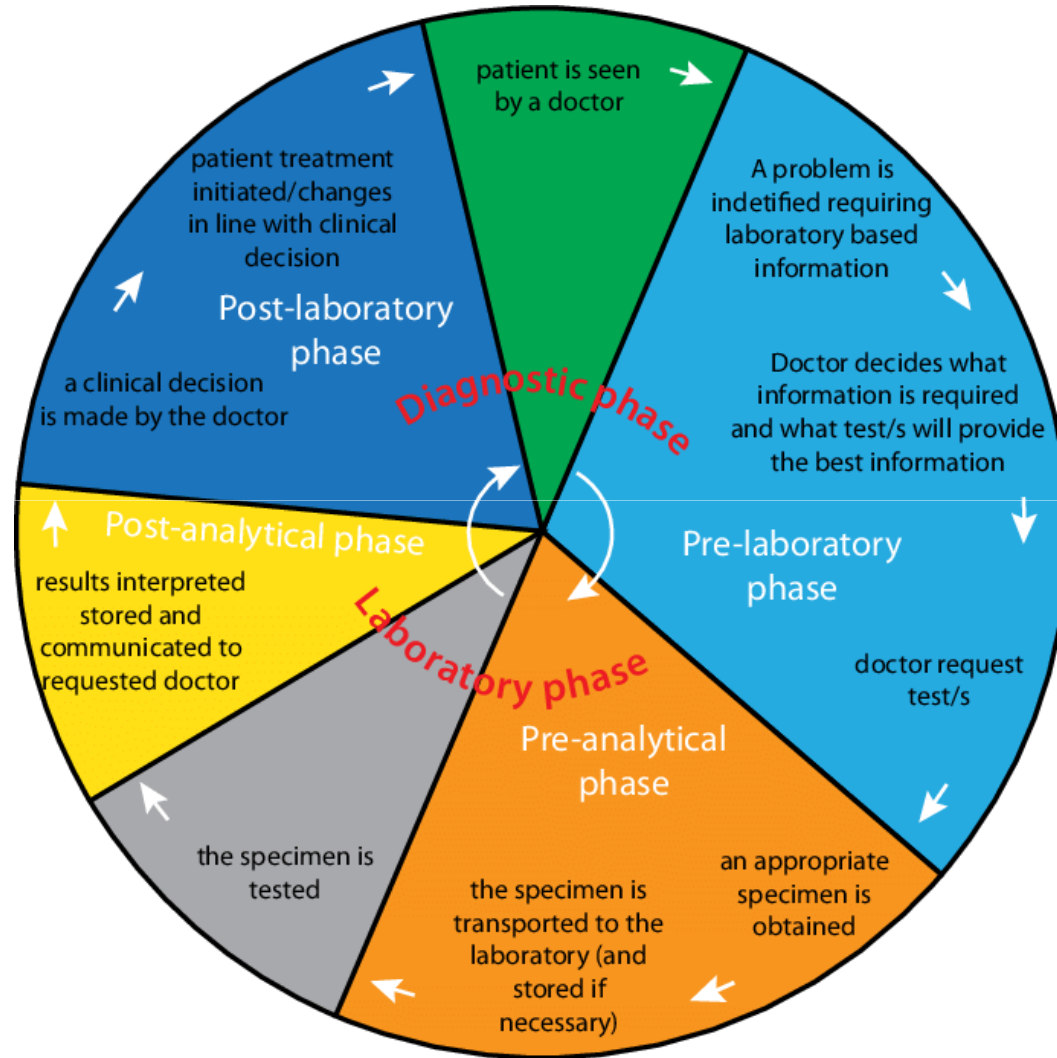 patient is seen
by a doctor
A problem is
indetified requiring
laboratory based
information
Doctor decides what
information is required
and what test/s will provide
the best information
Pre-laboratory
phase
doctor request
test/s
an appropriate
specimen is
obtained
Pre-analytical
phase
the specimen is
transported to the
laboratory (and
stored if
necessary)
the specimen is
tested
Post-analytical phase
results interpreted
stored and
communicated to
requested doctor
a clinical decision
is made by the doctor
Post-laboratory
phase
patient treatment
initiated/changes
in line with clinical
decision
Diagnostic phase
Laboratory phase